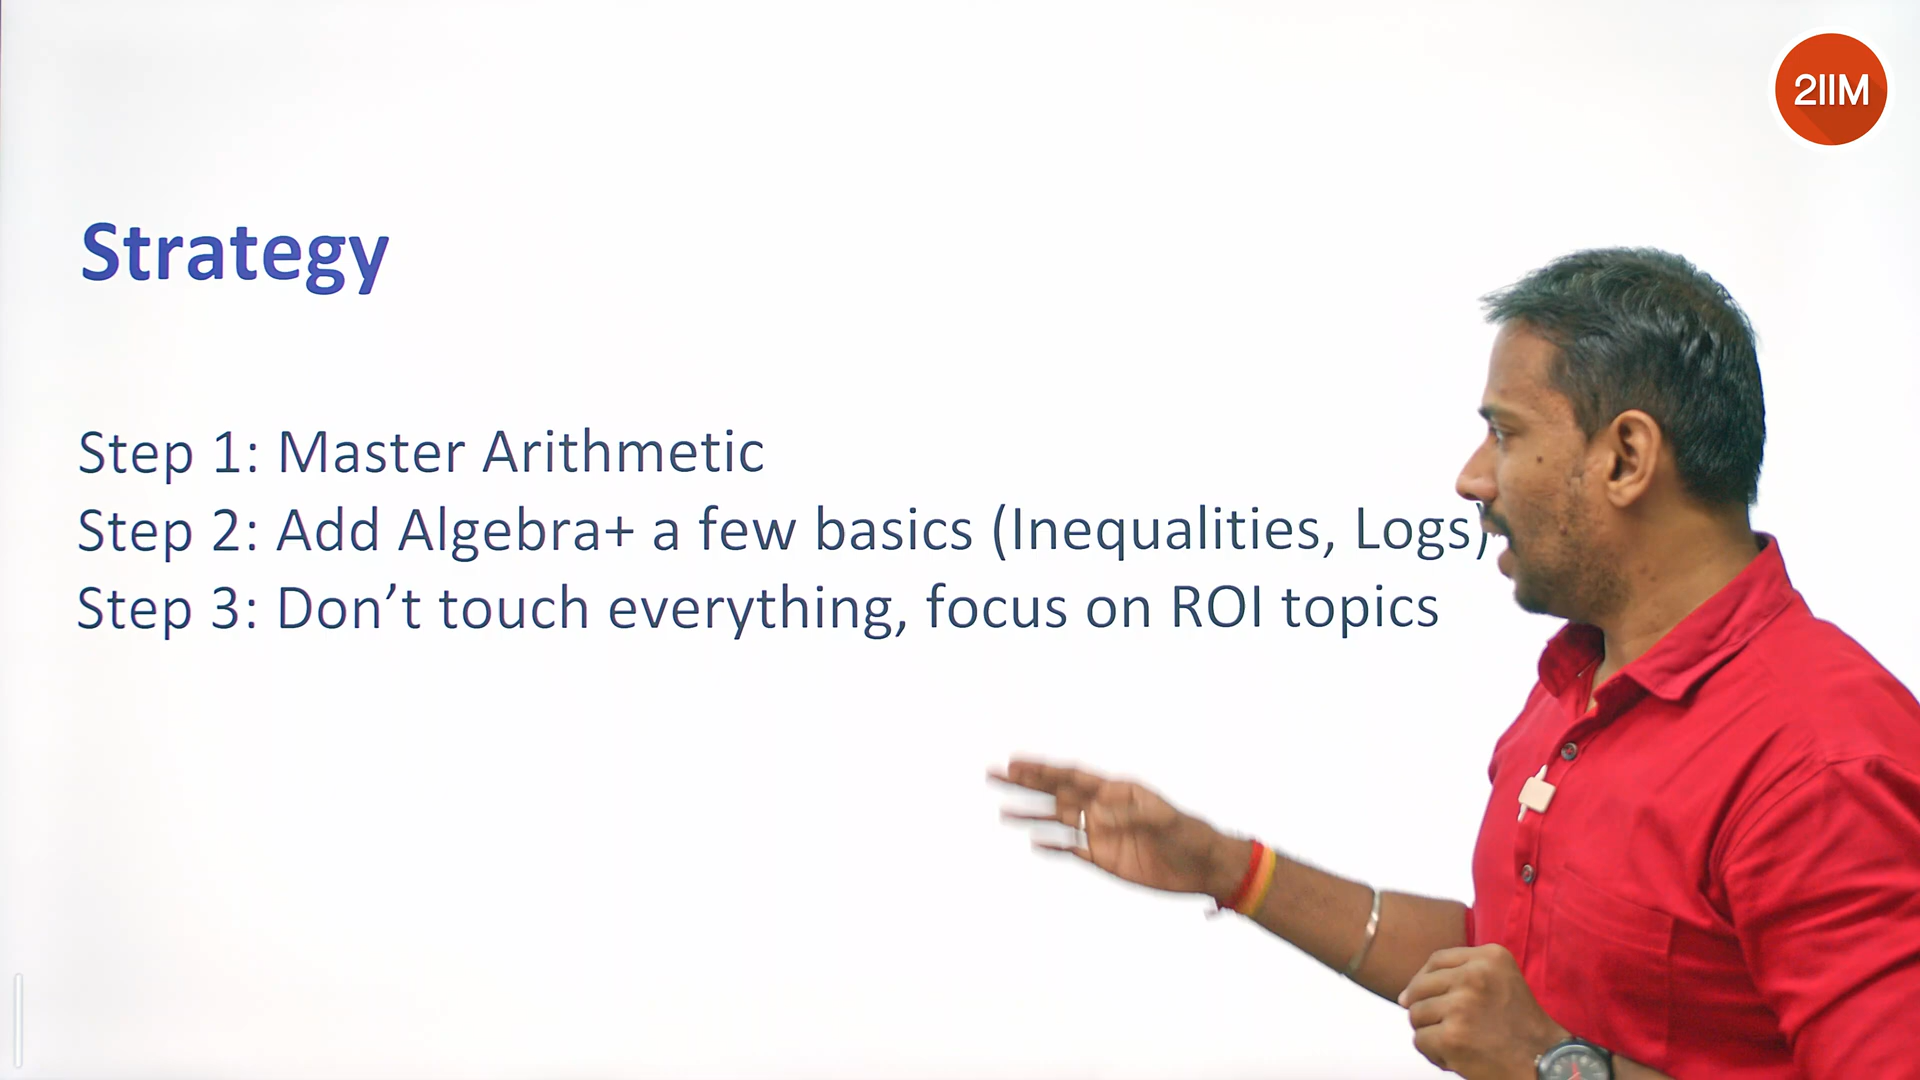 2IIM
Strategy
Step 1: Master Arithmetic
Step 2: Add Algebra+ a few basics (Inequalities, Logs)
Step 3: Don’t touch everything, focus on ROI topics